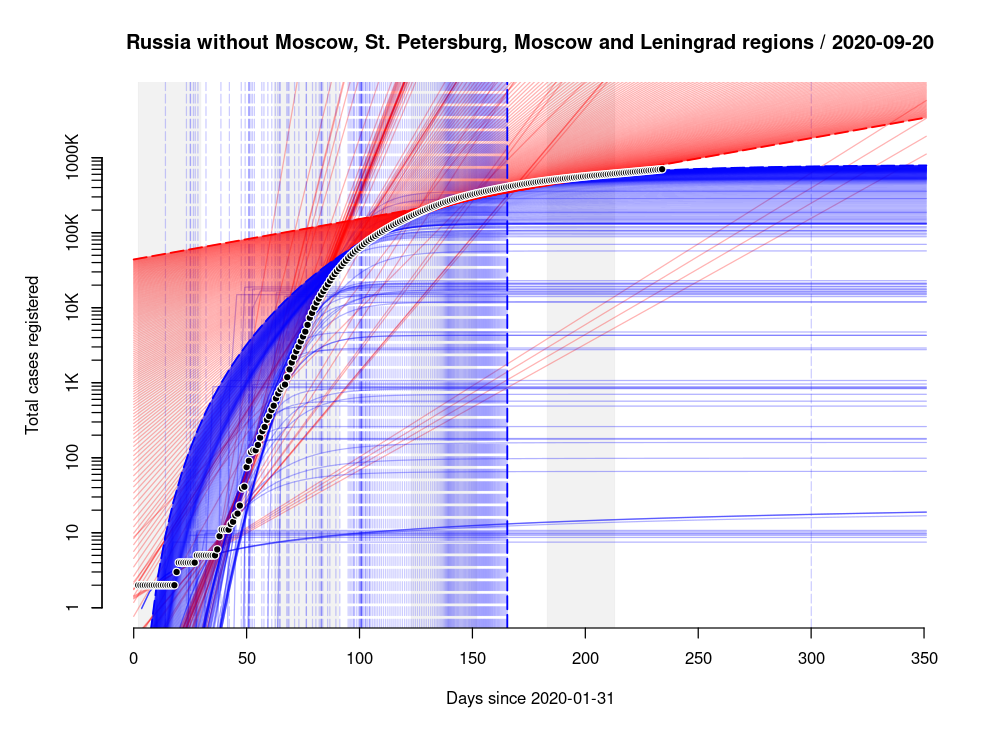 Russia without Moscow, St. Petersburg, Moscow and Leningrad regions / 2020-09-20
Total cases registered
1000K
100K
10K
1K
100
10
1
0 50 100 150 200 250 300 350
Days since 2020-01-31